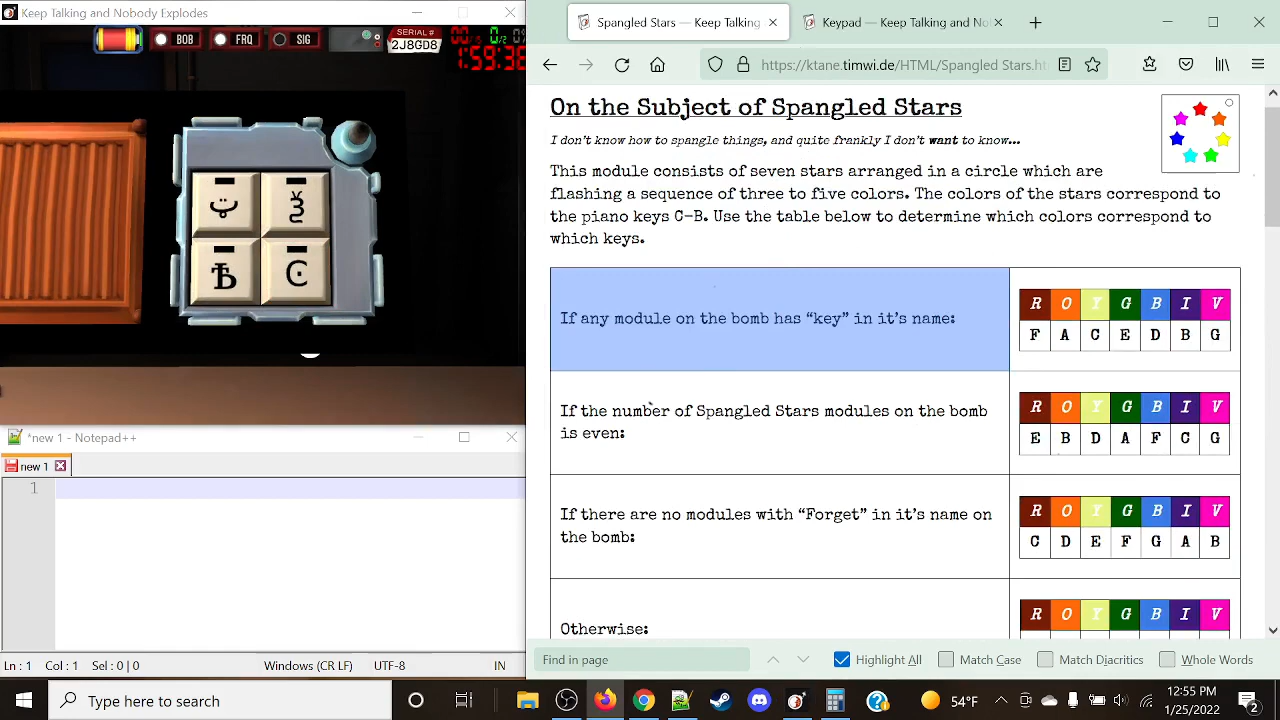 Keep Talking and Nobody Explodes
BOB
FRQ
SIG
SERIAL #
2J8GD8
Ѣ
*new 1 - Notepad++
new 1
1
Ln : 1 Col : 1 Sel : 0 | 0
Windows (CR LF)
UTF-8
IN
Spangled Stars — Keep Talking
Keypad — Keep Talking and No
https://ktane.timwi.de/HTML/Spangled Stars.ht
On the Subject of Spangled Stars
I don't know how to spangle things, and quite frankly I don't want to know…
This module consists of seven stars arranged in a circle which are
flashing a sequence of three to five colors. The colors of the stars correspond to
the piano keys C-B. Use the table below to determine which colors correspond to
which keys.
If any module on the bomb has “key” in it's name:
R O Y G B I V
F A C E D B G
If the number of Spangled Stars modules on the bomb
is even:
R O Y G B I V
E B D A F C G
If there are no modules with “Forget” in it's name on
the bomb:
R O Y G B I V
C D E F G A B
Otherwise:
R O Y G B I V
Find in page
Highlight All
Match Case
Match Diacritics
Whole Words
Type here to search
12:53 PM
1/25/2022
2